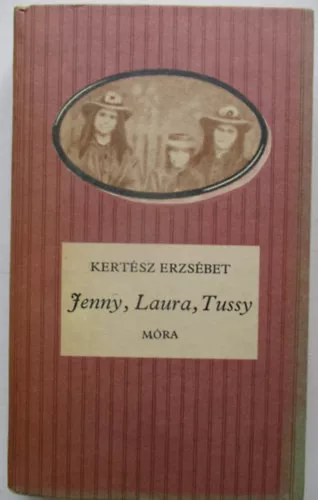 KERTÉSZ ERZSÉBET
Jenny, Laura, Tussy
MÓRA